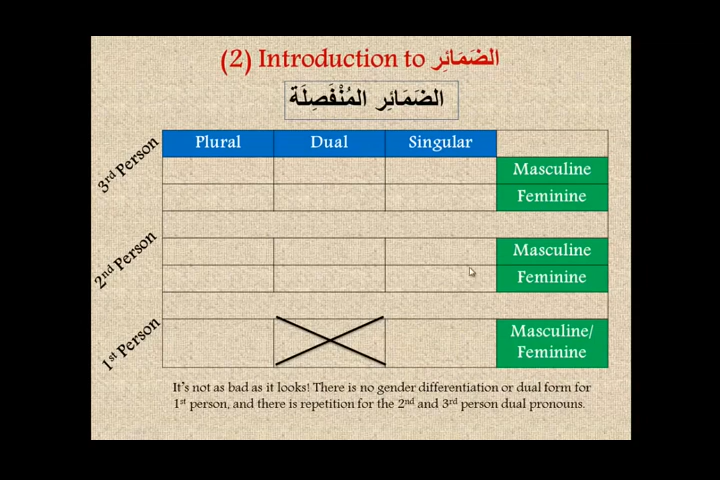 (2) Introduction to الضَمَائِر
الضَمَائِر المُنْفَصِلَة
Plural Dual Singular
3rd Person
Masculine
Feminine
2nd Person
Masculine
Feminine
1st Person
Masculine/
Feminine
It's not as bad as it looks! There is no gender differentiation or dual form for
1st person, and there is repetition for the 2nd and 3rd person dual pronouns.